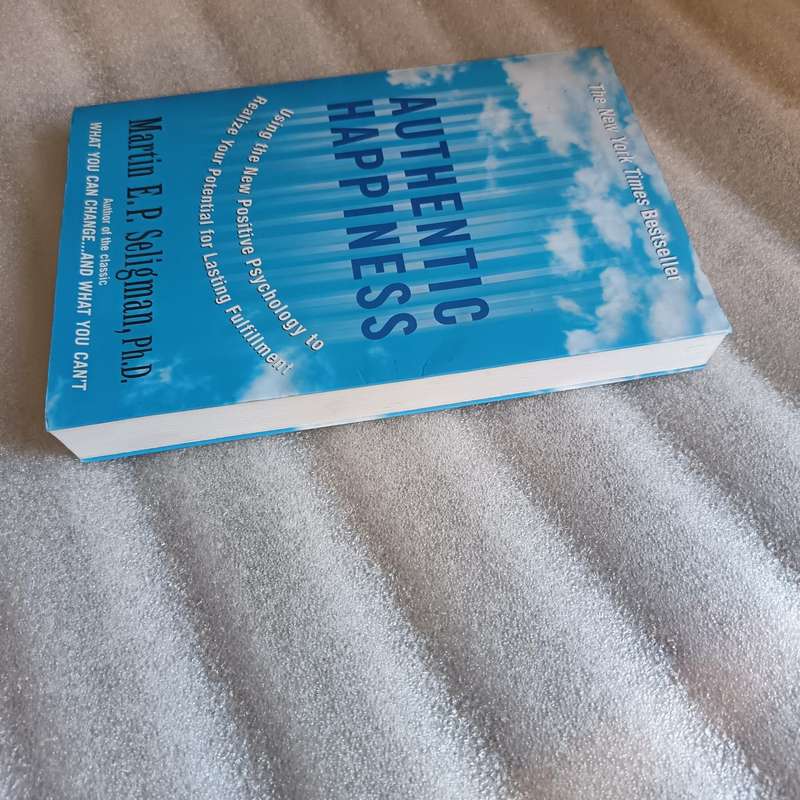 The New York Times Bestseller
AUTHENTIC
HAPPINESS
Using the New Positive Psychology to
Realize Your Potential for Lasting Fulfillment
Martin E. P. Seligman, Ph.D.
Author of the classic
WHAT YOU CAN CHANGE...AND WHAT YOU CAN'T